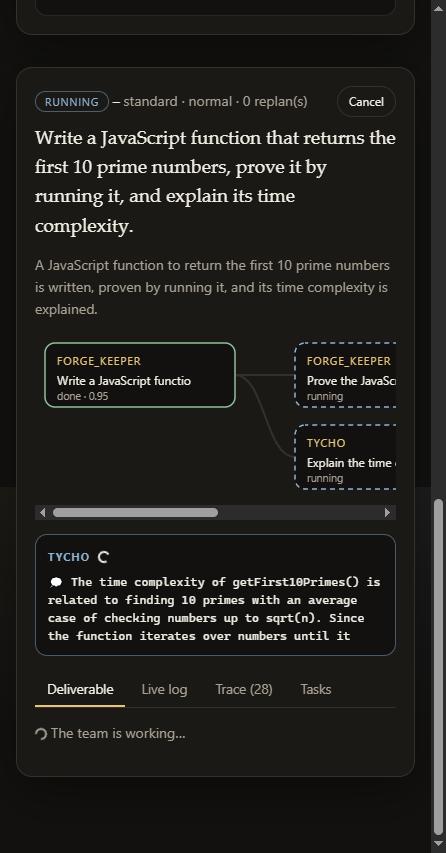 RUNNING – standard · normal · 0 replan(s) Cancel
Write a JavaScript function that returns the
first 10 prime numbers, prove it by
running it, and explain its time
complexity.
A JavaScript function to return the first 10 prime numbers
is written, proven by running it, and its time complexity is
explained.
FORGE_KEEPER
Write a JavaScript functio
done · 0.95
FORGE_KEEPER
Prove the JavaSc
running
TYCHO
Explain the time
running
TYCHO
💭 The time complexity of getFirst10Primes() is
related to finding 10 primes with an average
case of checking numbers up to sqrt(n). Since
the function iterates over numbers until it
Deliverable Live log Trace (28) Tasks
The team is working...